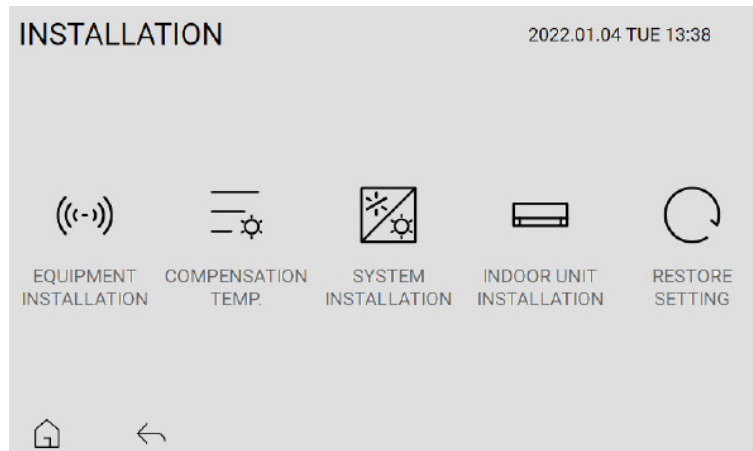 INSTALLATION
2022.01.04 TUE 13:38
EQUIPMENT
INSTALLATION
COMPENSATION
TEMP.
SYSTEM
INSTALLATION
INDOOR UNIT
INSTALLATION
RESTORE
SETTING